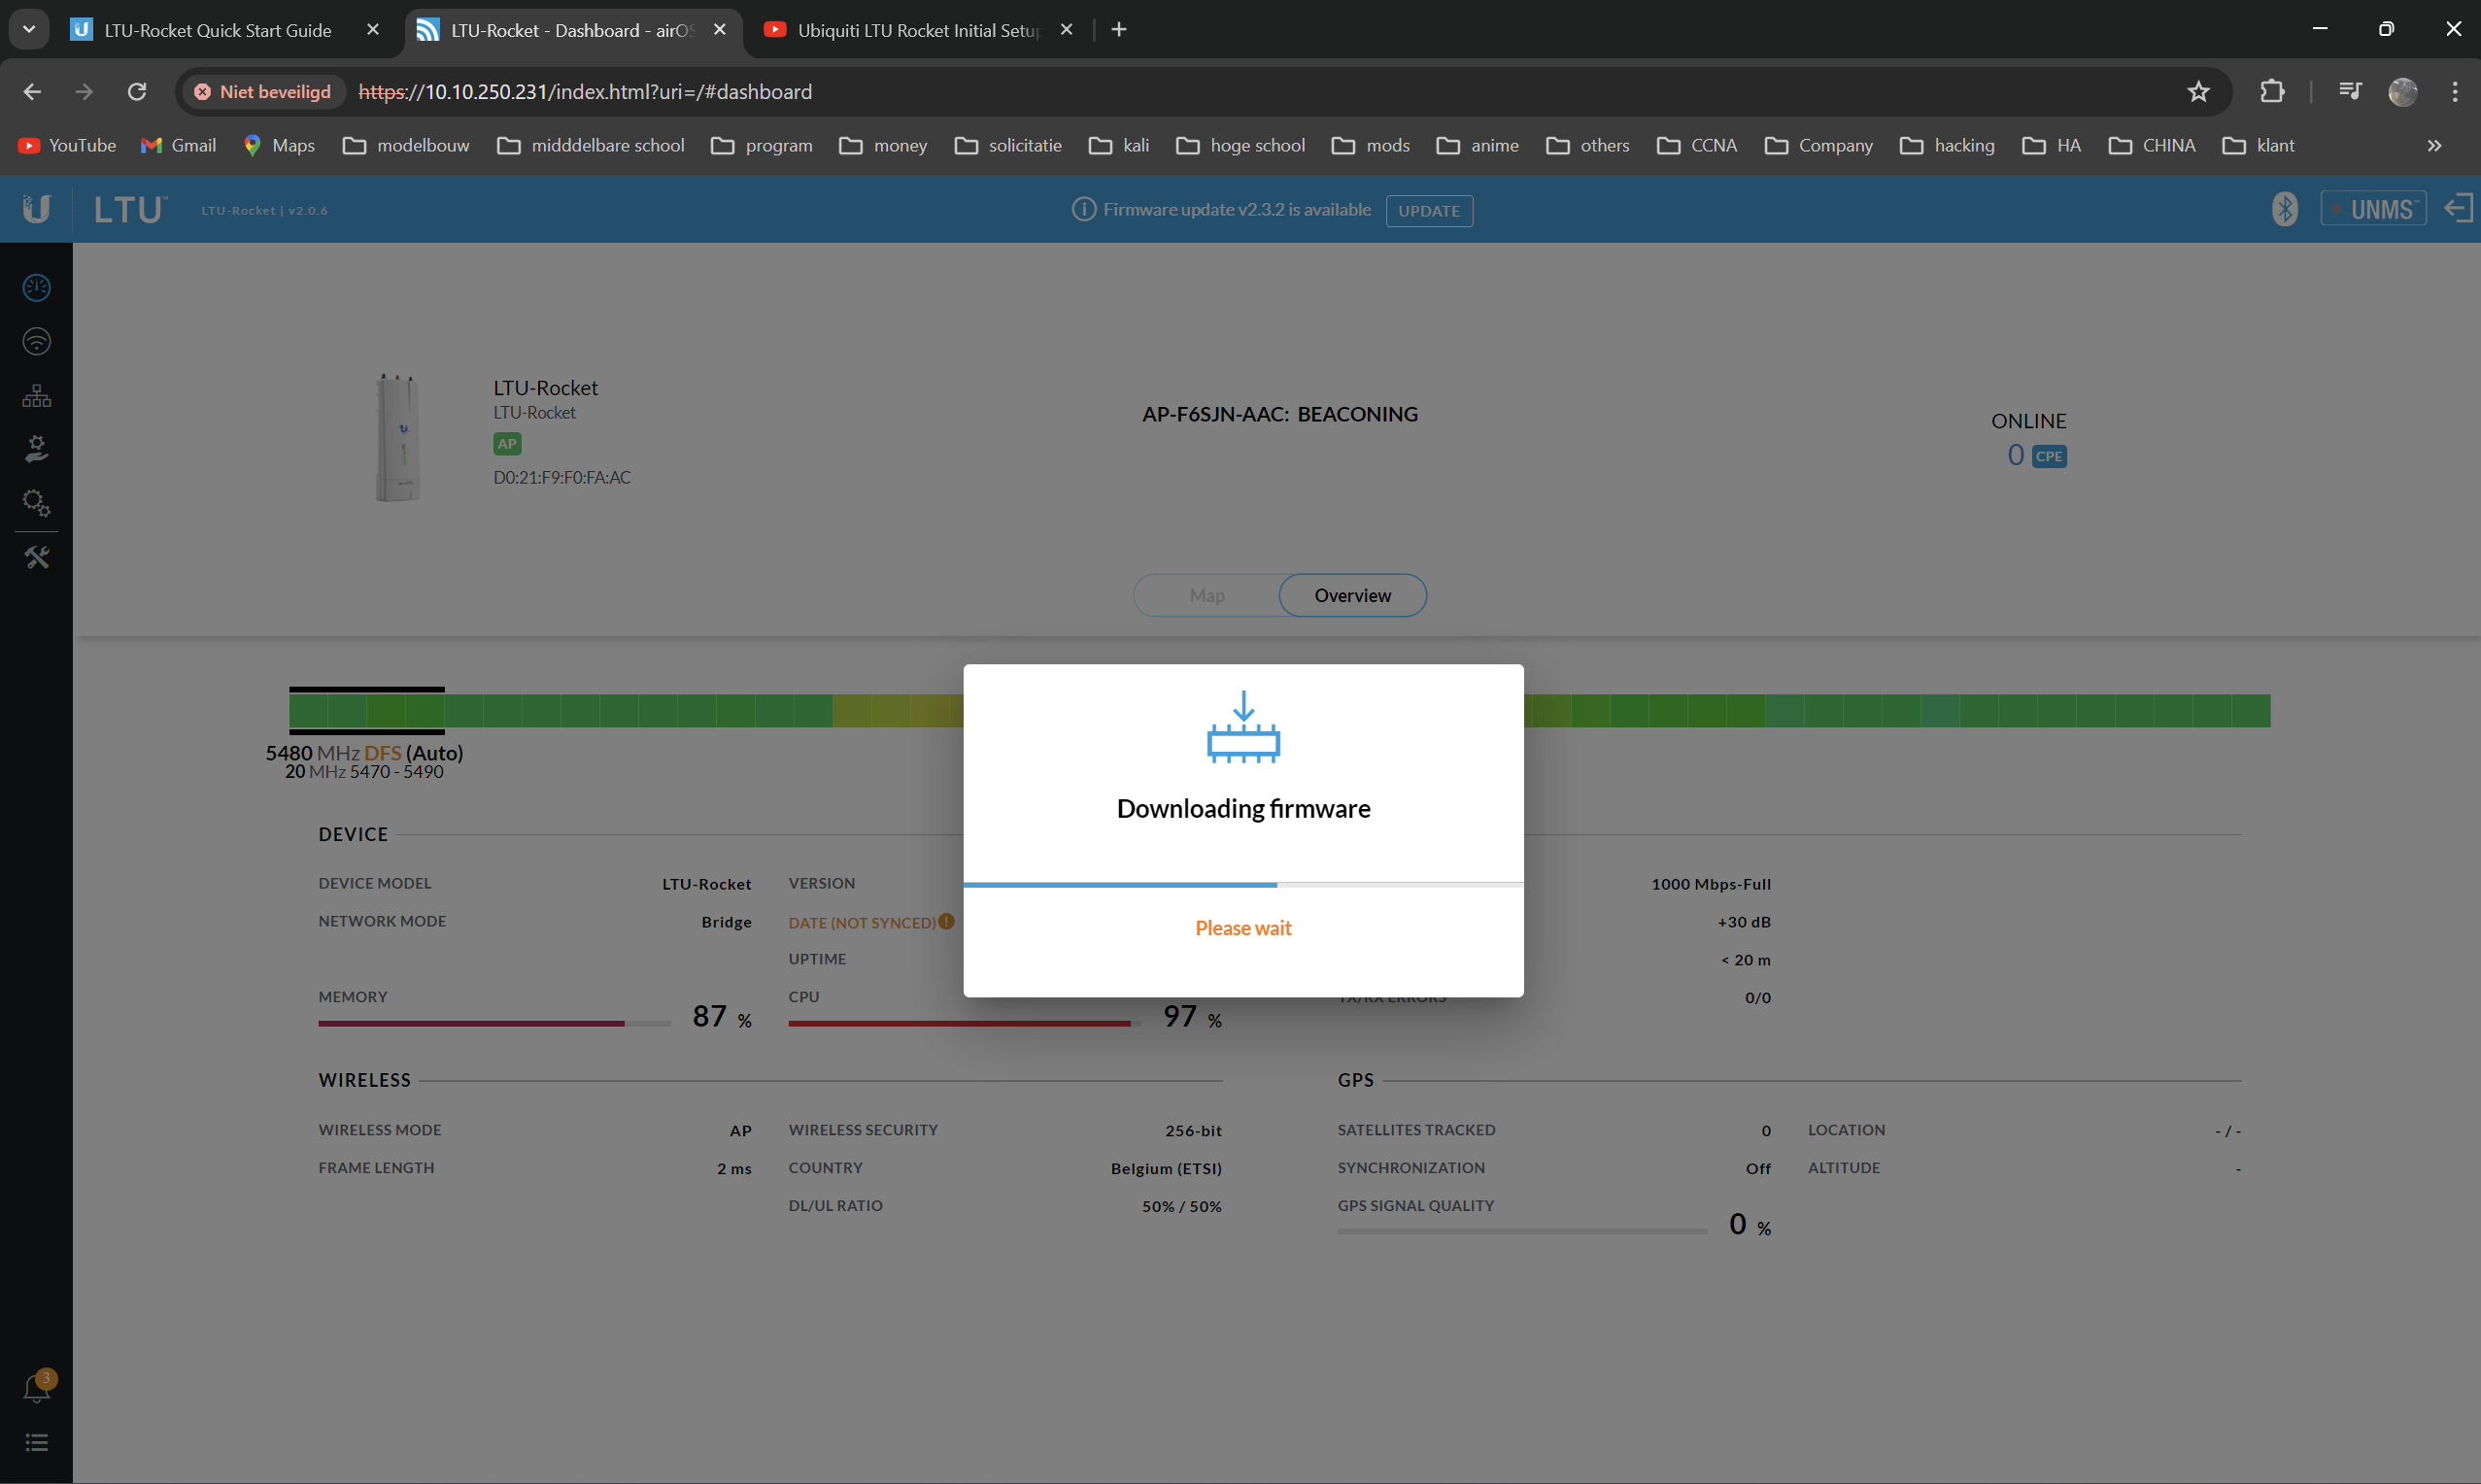 LTU-Rocket Quick Start Guide
LTU-Rocket - Dashboard - airOS
Ubiquiti LTU Rocket Initial Setup
Niet beveiligd
https://10.10.250.231/index.html?uri=/#dashboard
YouTube
Gmail
Maps
modelbouw
midddelbare school
program
money
solicitatie
kali
hoge school
mods
anime
others
CCNA
Company
hacking
HA
CHINA
klant
LTU™
LTU-Rocket | v2.0.6
Firmware update v2.3.2 is available
UPDATE
UNMS™
LTU-Rocket
LTU-Rocket
AP
D0:21:F9:F0:FA:AC
AP-F6SJN-AAC: BEACONING
ONLINE
0 CPE
Map
Overview
5480 MHz DFS (Auto)
20 MHz 5470 - 5490
Downloading firmware
Please wait
DEVICE
DEVICE MODEL LTU-Rocket
VERSION
1000 Mbps-Full
NETWORK MODE Bridge
DATE (NOT SYNCED)
+30 dB
UPTIME
< 20 m
MEMORY 87 %
CPU 97 %
TX/RX ERRORS 0/0
WIRELESS
GPS
WIRELESS MODE AP
WIRELESS SECURITY 256-bit
SATELLITES TRACKED 0
LOCATION - / -
FRAME LENGTH 2 ms
COUNTRY Belgium (ETSI)
SYNCHRONIZATION Off
ALTITUDE -
DL/UL RATIO 50% / 50%
GPS SIGNAL QUALITY 0 %
3